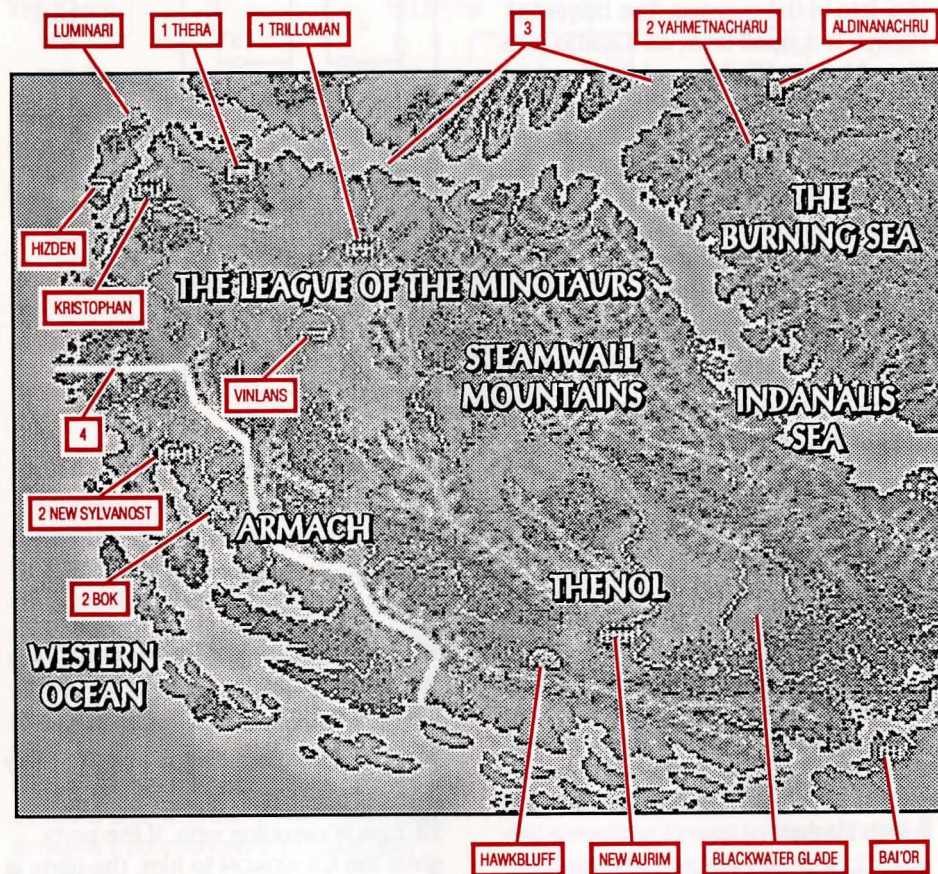 LUMINARI
1 THERA
1 TRILLOMAN
3
2 YAHMETNACHARU
ALDINANACHRU
THE
BURNING SEA
HIZDEN
THE LEAGUE OF THE MINOTAURS
KRISTOPHAN
STEAMWALL
MOUNTAINS
VINLANS
INDANALIS
SEA
4
2 NEW SYLVANOST
ARMACH
2 BOK
THENOL
WESTERN
OCEAN
HAWKBLUFF
NEW AURIM
BLACKWATER GLADE
BAI'OR